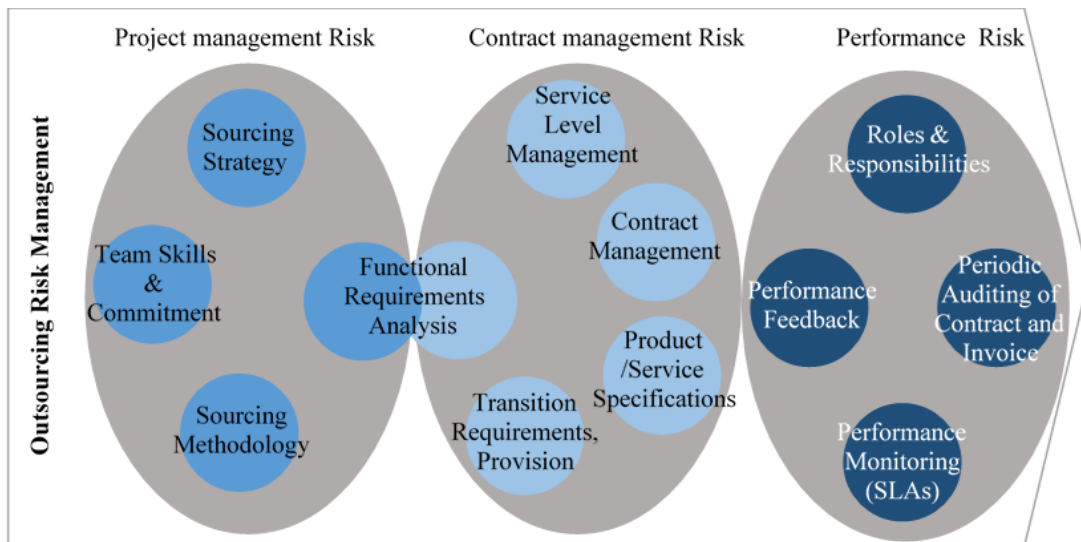 Project management Risk
Contract management Risk
Performance Risk
Outsourcing Risk Management
Sourcing
Strategy
Team Skills
&
Commitment
Sourcing
Methodology
Functional
Requirements
Analysis
Service
Level
Management
Contract
Management
Product
/Service
Specifications
Transition
Requirements,
Provision
Roles &
Responsibilities
Performance
Feedback
Periodic
Auditing of
Contract and
Invoice
Performance
Monitoring
(SLAs)